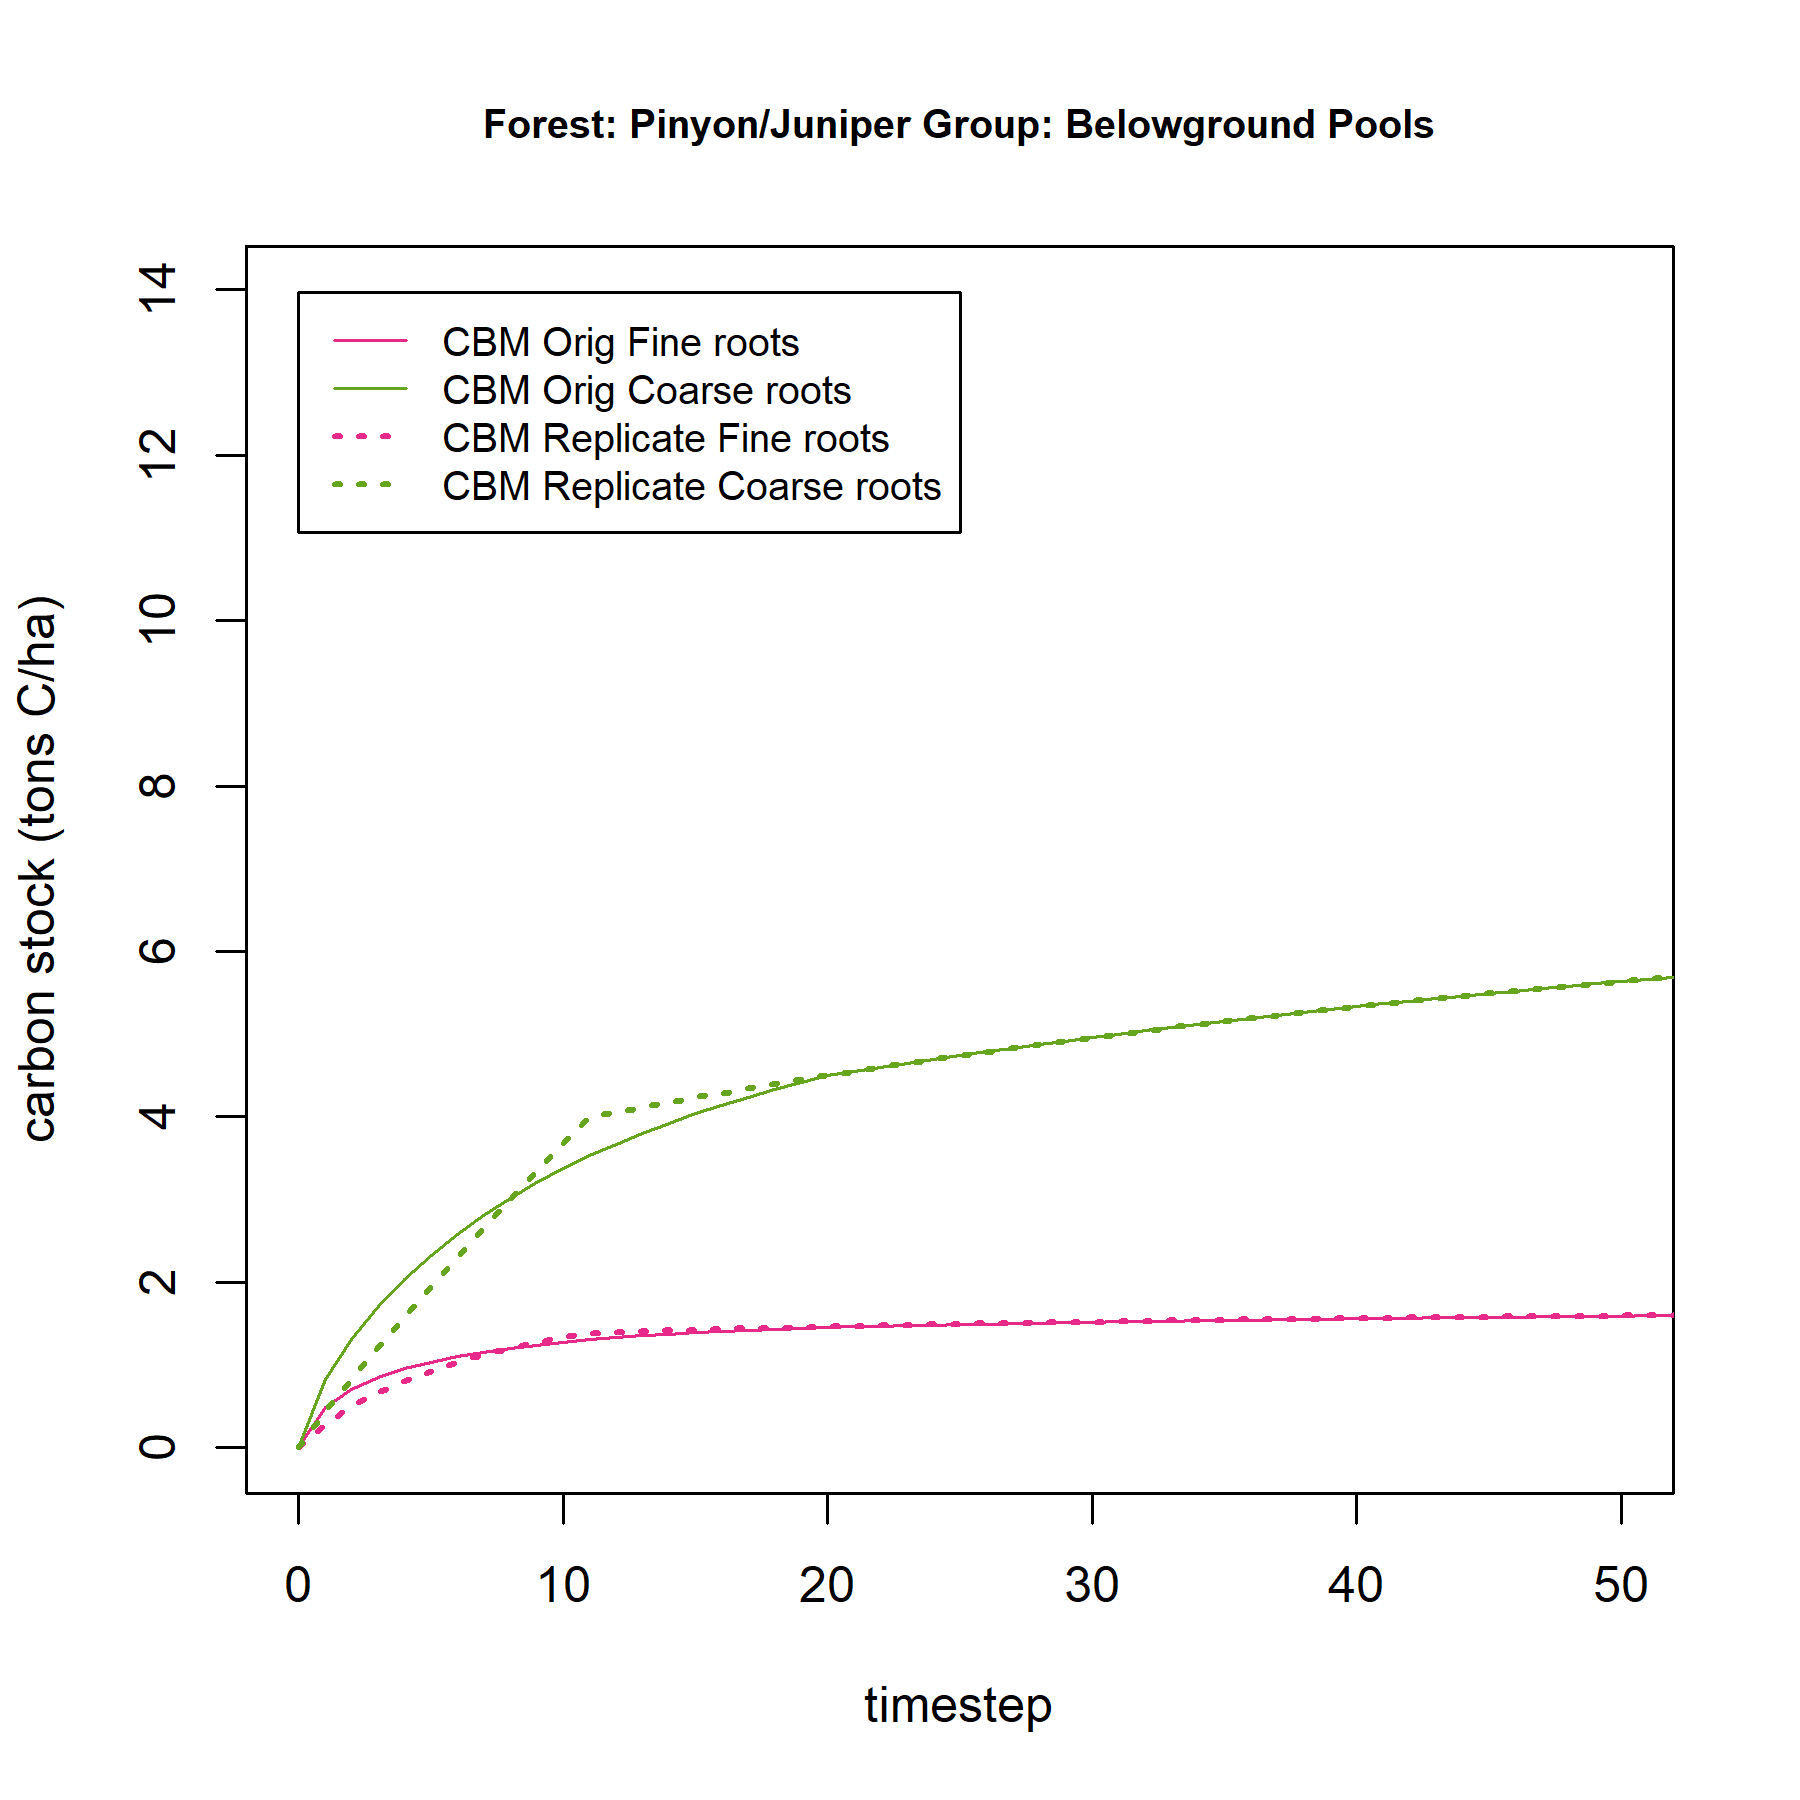 Forest: Pinyon/Juniper Group: Belowground Pools
CBM Orig Fine roots
CBM Orig Coarse roots
CBM Replicate Fine roots
CBM Replicate Coarse roots
carbon stock (tons C/ha)
14
12
10
8
6
4
2
0
0 10 20 30 40 50
timestep